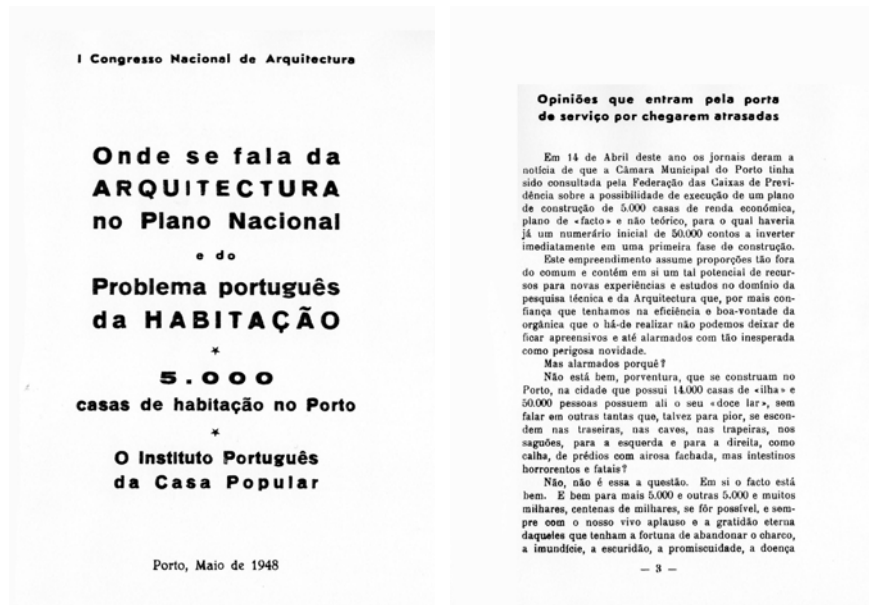 I Congresso Nacional de Arquitectura
Onde se fala da
ARQUITECTURA
no Plano Nacional
e do
Problema português
da HABITAÇÃO
*
5.000
casas de habitação no Porto
*
O Instituto Português
da Casa Popular
Porto, Maio de 1948
Opiniões que entram pela porta
de serviço por chegarem atrasadas
Em 14 de Abril deste ano os jornais deram a
notícia de que a Câmara Municipal do Porto tinha
sido consultada pela Federação das Caixas de Previ-
dência sobre a possibilidade de execução de um plano
de construção de 5.000 casas de renda económica,
plano de «facto» e não teórico, para o qual haveria
já um numerário inicial de 50.000 contos a inverter
imediatamente em uma primeira fase de construção.
Este empreendimento assume proporções tão fora
do comum e contém em si um tal potencial de recur-
sos para novas experiências e estudos no domínio da
pesquisa técnica e da Arquitectura que, por mais con-
fiança que tenhamos na eficiência e boa-vontade da
orgânica que o há-de realizar não podemos deixar de
ficar apreensivos e até alarmados com tão inesperada
como perigosa novidade.
Mas alarmados porquê?
Não está bem, porventura, que se construam no
Porto, na cidade que possui 14.000 casas de «ilha» e
50.000 pessoas possuem ali o seu «doce lar», sem
falar em outras tantas que, talvez para pior, se escon-
dem nas traseiras, nas caves, nas trapeiras, nos
saguões, para a esquerda e para a direita, como
calha, de prédios com airosa fachada, mas intestinos
horrorentos e fatais?
Não, não é essa a questão. Em si o facto está
bem. E bem para mais 5.000 e outras 5.000 e muitos
milhares, centenas de milhares, se fôr possível, e sem-
pre com o nosso vivo aplauso e a gratidão eterna
daqueles que tenham a fortuna de abandonar o charco,
a imundície, a escuridão, a promiscuidade, a doença
— 3 —